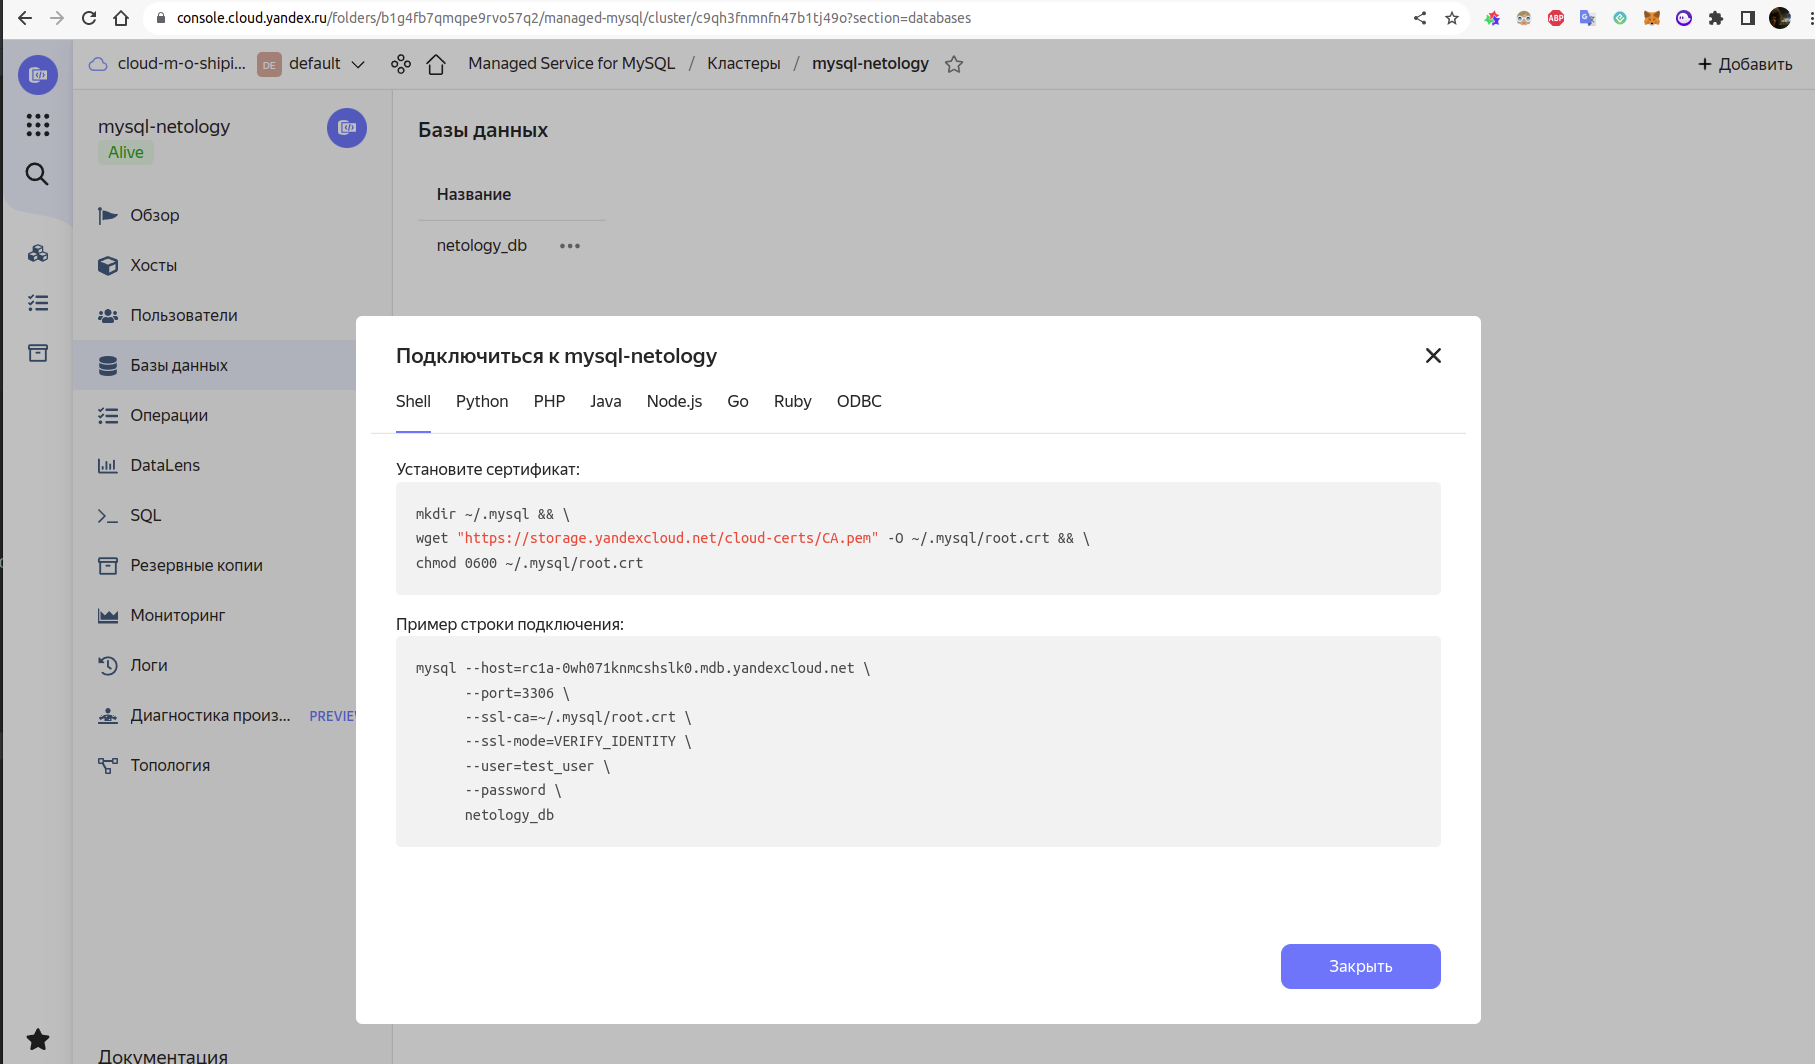 console.cloud.yandex.ru/folders/b1g4fb7qmqpe9rvo57q2/managed-mysql/cluster/c9qh3fnmnfn47b1tj49o?section=databases
ABP
cloud-m-o-shipi...
DE
default
Managed Service for MySQL / Кластеры / mysql-netology
+ Добавить
mysql-netology
Alive
Обзор
Хосты
Пользователи
Базы данных
Операции
DataLens
SQL
Резервные копии
Мониторинг
Логи
Диагностика произ... PREVIEW
Топология
Документация
Базы данных
Название
netology_db
Подключиться к mysql-netology
Shell Python PHP Java Node.js Go Ruby ODBC
Установите сертификат:
mkdir ~/.mysql && \
wget "https://storage.yandexcloud.net/cloud-certs/CA.pem" -O ~/.mysql/root.crt && \
chmod 0600 ~/.mysql/root.crt
Пример строки подключения:
mysql --host=rc1a-0wh071knmcshslk0.mdb.yandexcloud.net \
--port=3306 \
--ssl-ca=~/.mysql/root.crt \
--ssl-mode=VERIFY_IDENTITY \
--user=test_user \
--password \
netology_db
Закрыть